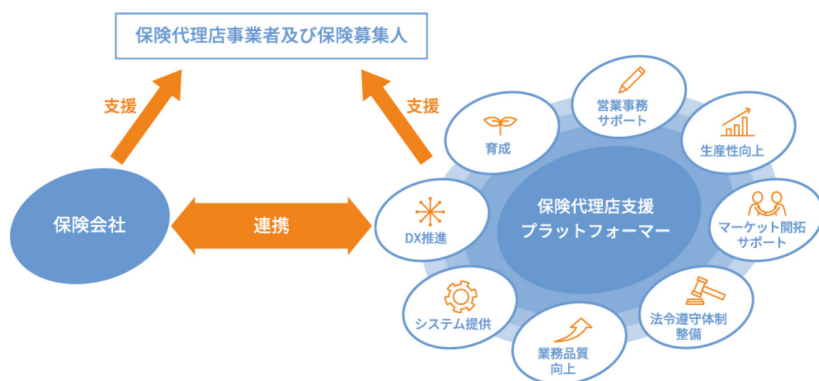 保険代理店事業者及び保険募集人
支援
支援
保険会社
連携
保険代理店支援
プラットフォーマー
営業事務
サポート
生産性向上
マーケット開拓
サポート
法令遵守体制
整備
業務品質
向上
システム提供
DX推進
育成